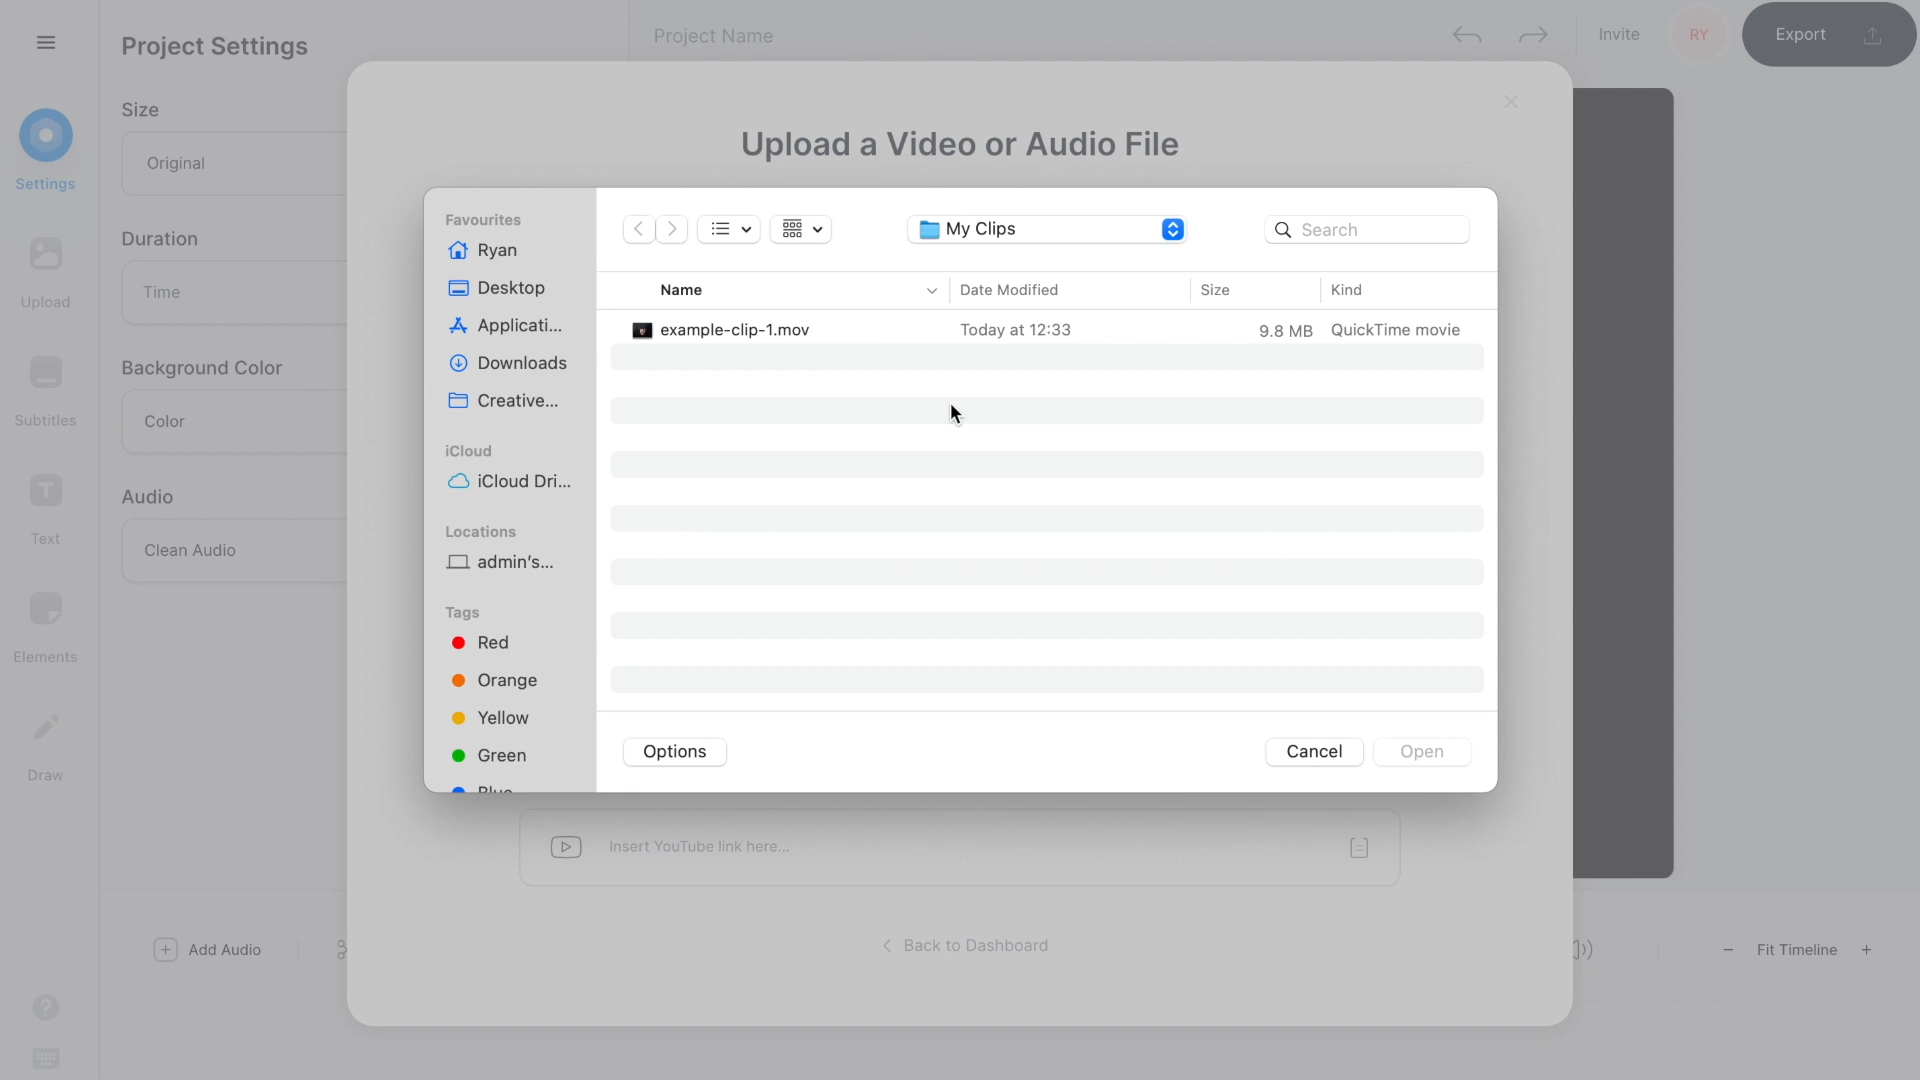 Project Settings
Project Name
Invite
RY
Export
Size
Original
Settings
Duration
Time
Upload
Background Color
Color
Subtitles
Audio
Clean Audio
Text
Elements
Draw
Upload a Video or Audio File
Favourites
Ryan
Desktop
Applicati...
Downloads
Creative...
iCloud
iCloud Dri...
Locations
admin's...
Tags
Red
Orange
Yellow
Green
Blue
My Clips
Search
Name
Date Modified
Size
Kind
example-clip-1.mov
Today at 12:33
9.8 MB
QuickTime movie
Options
Cancel
Open
Insert YouTube link here...
Back to Dashboard
Add Audio
Fit Timeline